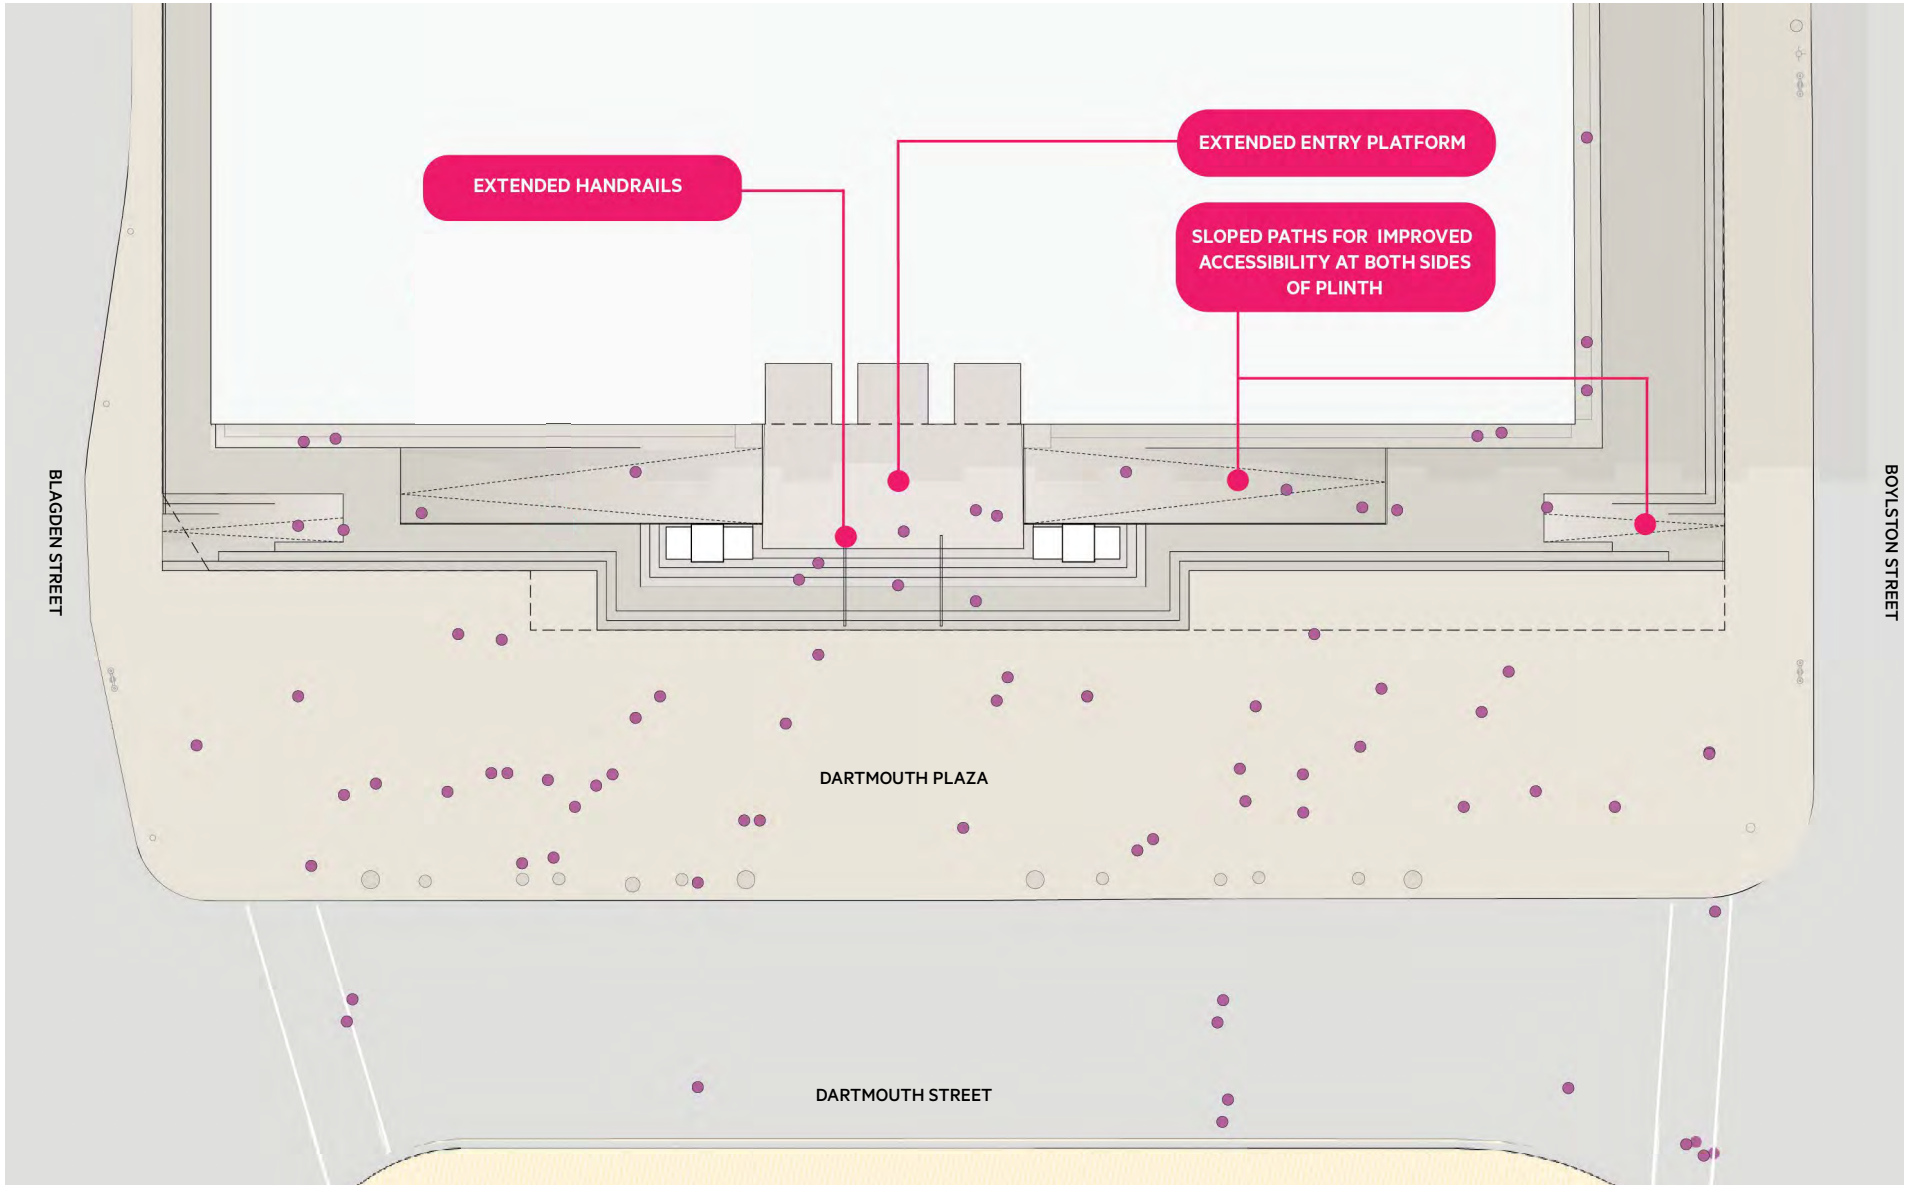 EXTENDED ENTRY PLATFORM
EXTENDED HANDRAILS
SLOPED PATHS FOR IMPROVED
ACCESSIBILITY AT BOTH SIDES
OF PLINTH
BLAGDEN STREET
BOYLSTON STREET
DARTMOUTH PLAZA
DARTMOUTH STREET